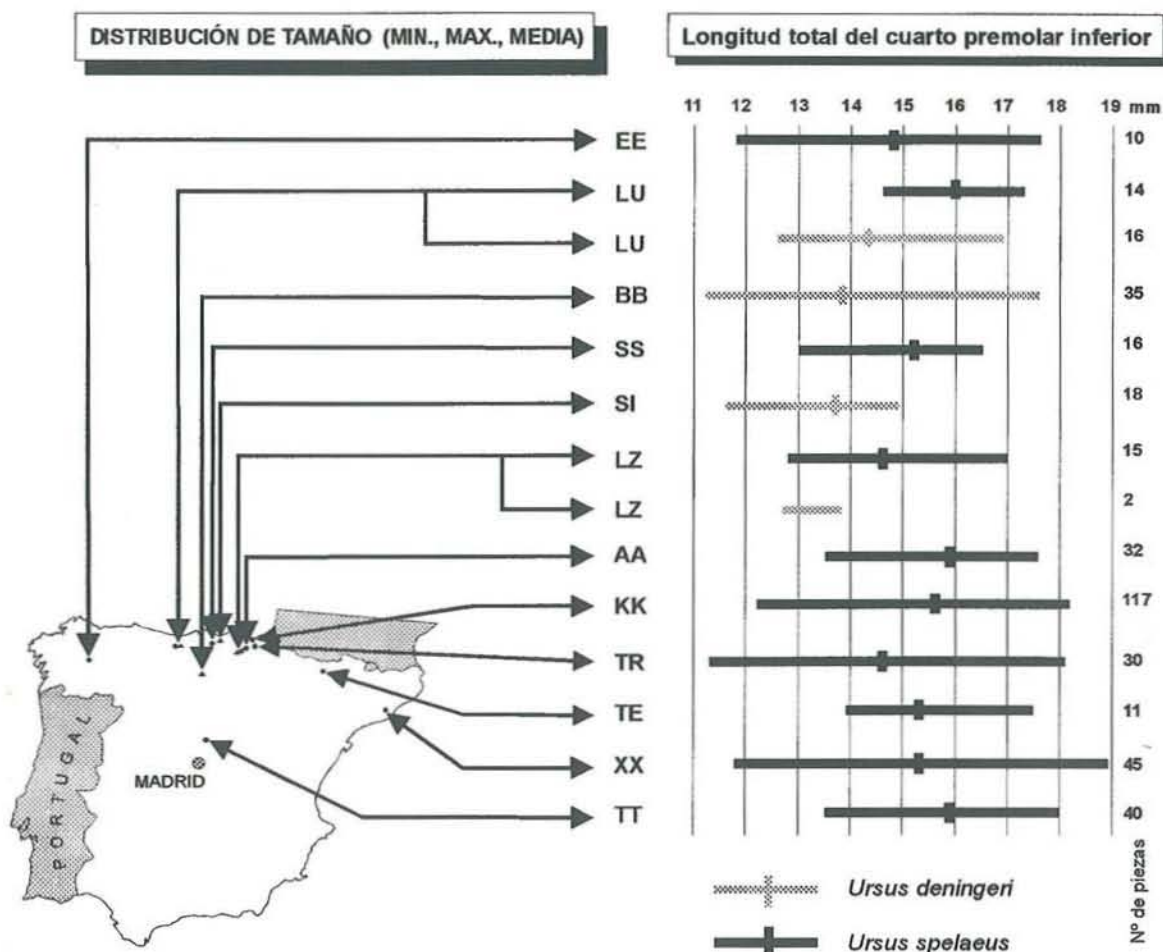 DISTRIBUCIÓN DE TAMAÑO (MIN., MAX., MEDIA)
Longitud total del cuarto premolar inferior
11 12 13 14 15 16 17 18 19 mm
EE 10
LU 14
LU 16
BB 35
SS 16
SI 18
LZ 15
LZ 2
AA 32
KK 117
TR 30
TE 11
XX 45
TT 40
MADRID
PORTUGAL
Nº de piezas
Ursus deningeri
Ursus spelaeus